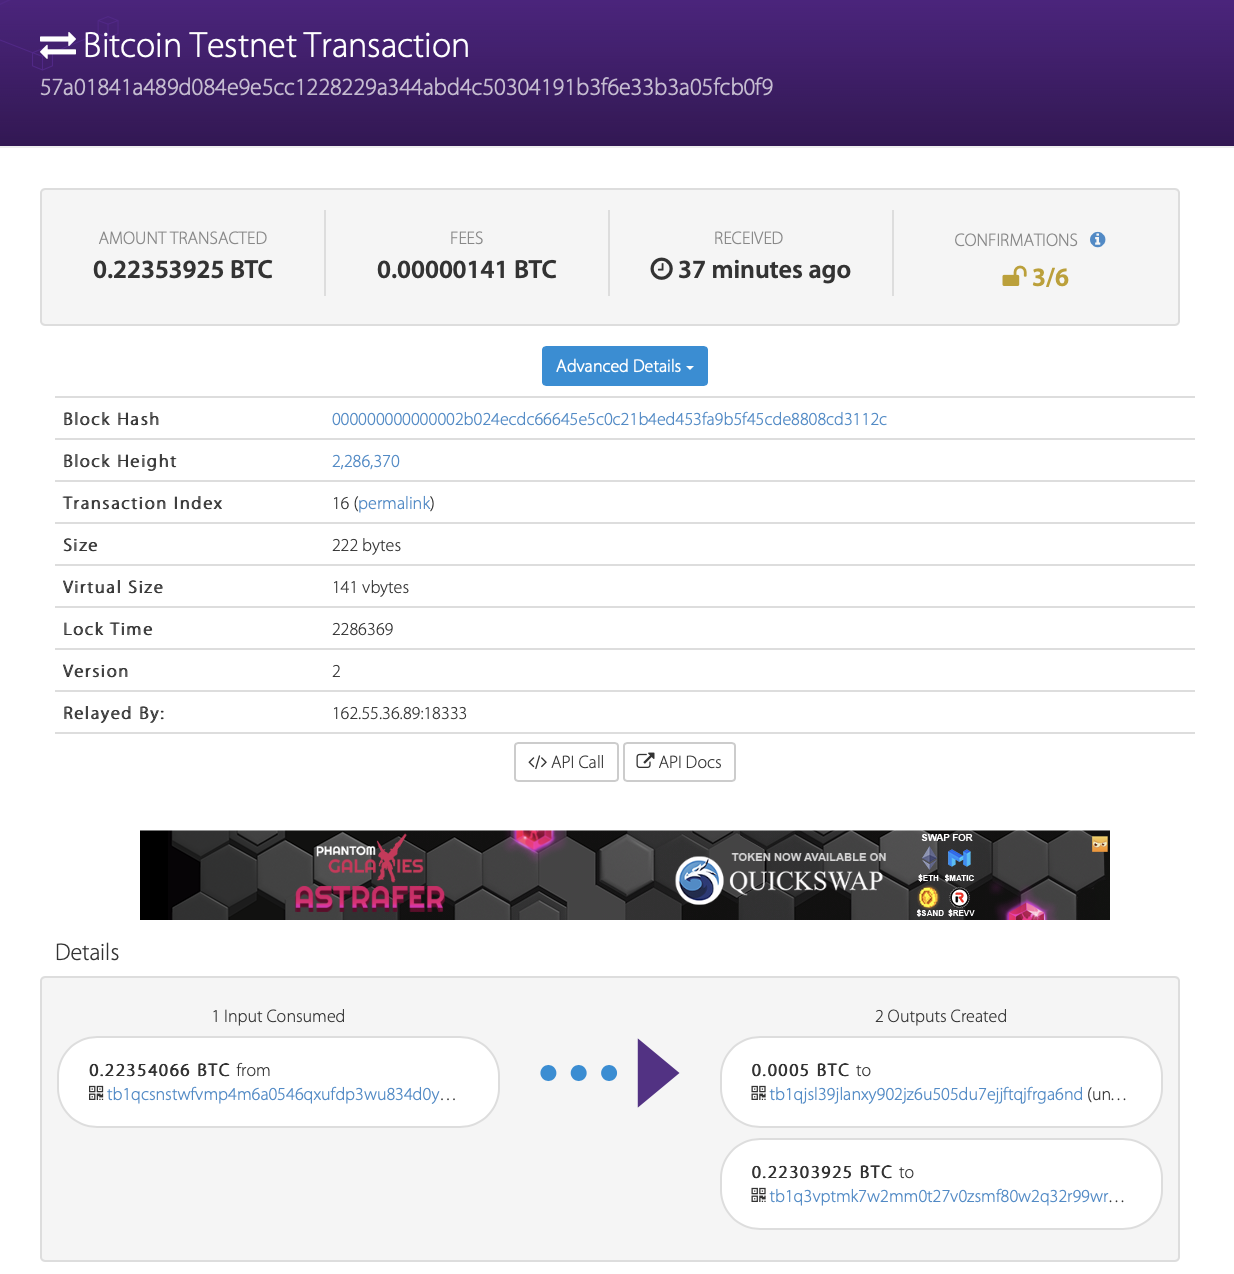 Bitcoin Testnet Transaction
57a01841a489d084e9e5cc1228229a344abd4c50304191b3f6e33b3a05fcb0f9
AMOUNT TRANSACTED
0.22353925 BTC
FEES
0.00000141 BTC
RECEIVED
37 minutes ago
CONFIRMATIONS
3/6
Advanced Details
Block Hash 000000000000002b024ecdc66645e5c0c21b4ed453fa9b5f45cde8808cd3112c
Block Height 2,286,370
Transaction Index 16 (permalink)
Size 222 bytes
Virtual Size 141 vbytes
Lock Time 2286369
Version 2
Relayed By: 162.55.36.89:18333
</> API Call API Docs
PHANTOM
GALAXIES
ASTRAFER
TOKEN NOW AVAILABLE ON
QUICKSWAP
SWAP FOR
$ETH $MATIC
$SAND $REVV
Details
1 Input Consumed
0.22354066 BTC from
tb1qcsnstwfvmp4m6a0546qxufdp3wu834d0y...
2 Outputs Created
0.0005 BTC to
tb1qjsl39jlanxy902jz6u505du7ejjftqjfrga6nd (un...
0.22303925 BTC to
tb1q3vptmk7w2mm0t27v0zsmf80w2q32r99wr...